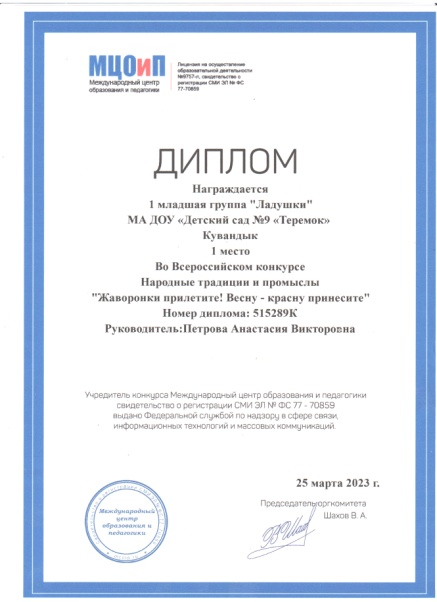 МЦОиП
Международный центр
образования и педагогики
Лицензия на осуществление
образовательной деятельности
№9757-л, свидетельство о
регистрации СМИ ЭЛ № ФС
77-70859
ДИПЛОМ
Награждается
1 младшая группа "Ладушки"
МА ДОУ «Детский сад №9 «Теремок»
Кувандык
1 место
Во Всероссийском конкурсе
Народные традиции и промыслы
"Жаворонки прилетите! Весну - красну принесите"
Номер диплома: 515289К
Руководитель:Петрова Анастасия Викторовна
Учредитель конкурса Международный центр образования и педагогики
свидетельство о регистрации СМИ ЭЛ № ФС 77 - 70859
выдано Федеральной службой по надзору в сфере связи,
информационных технологий и массовых коммуникаций.
25 марта 2023 г.
Председатель оргкомитета
Шахов В. А.
Международный
центр
образования и
педагогики